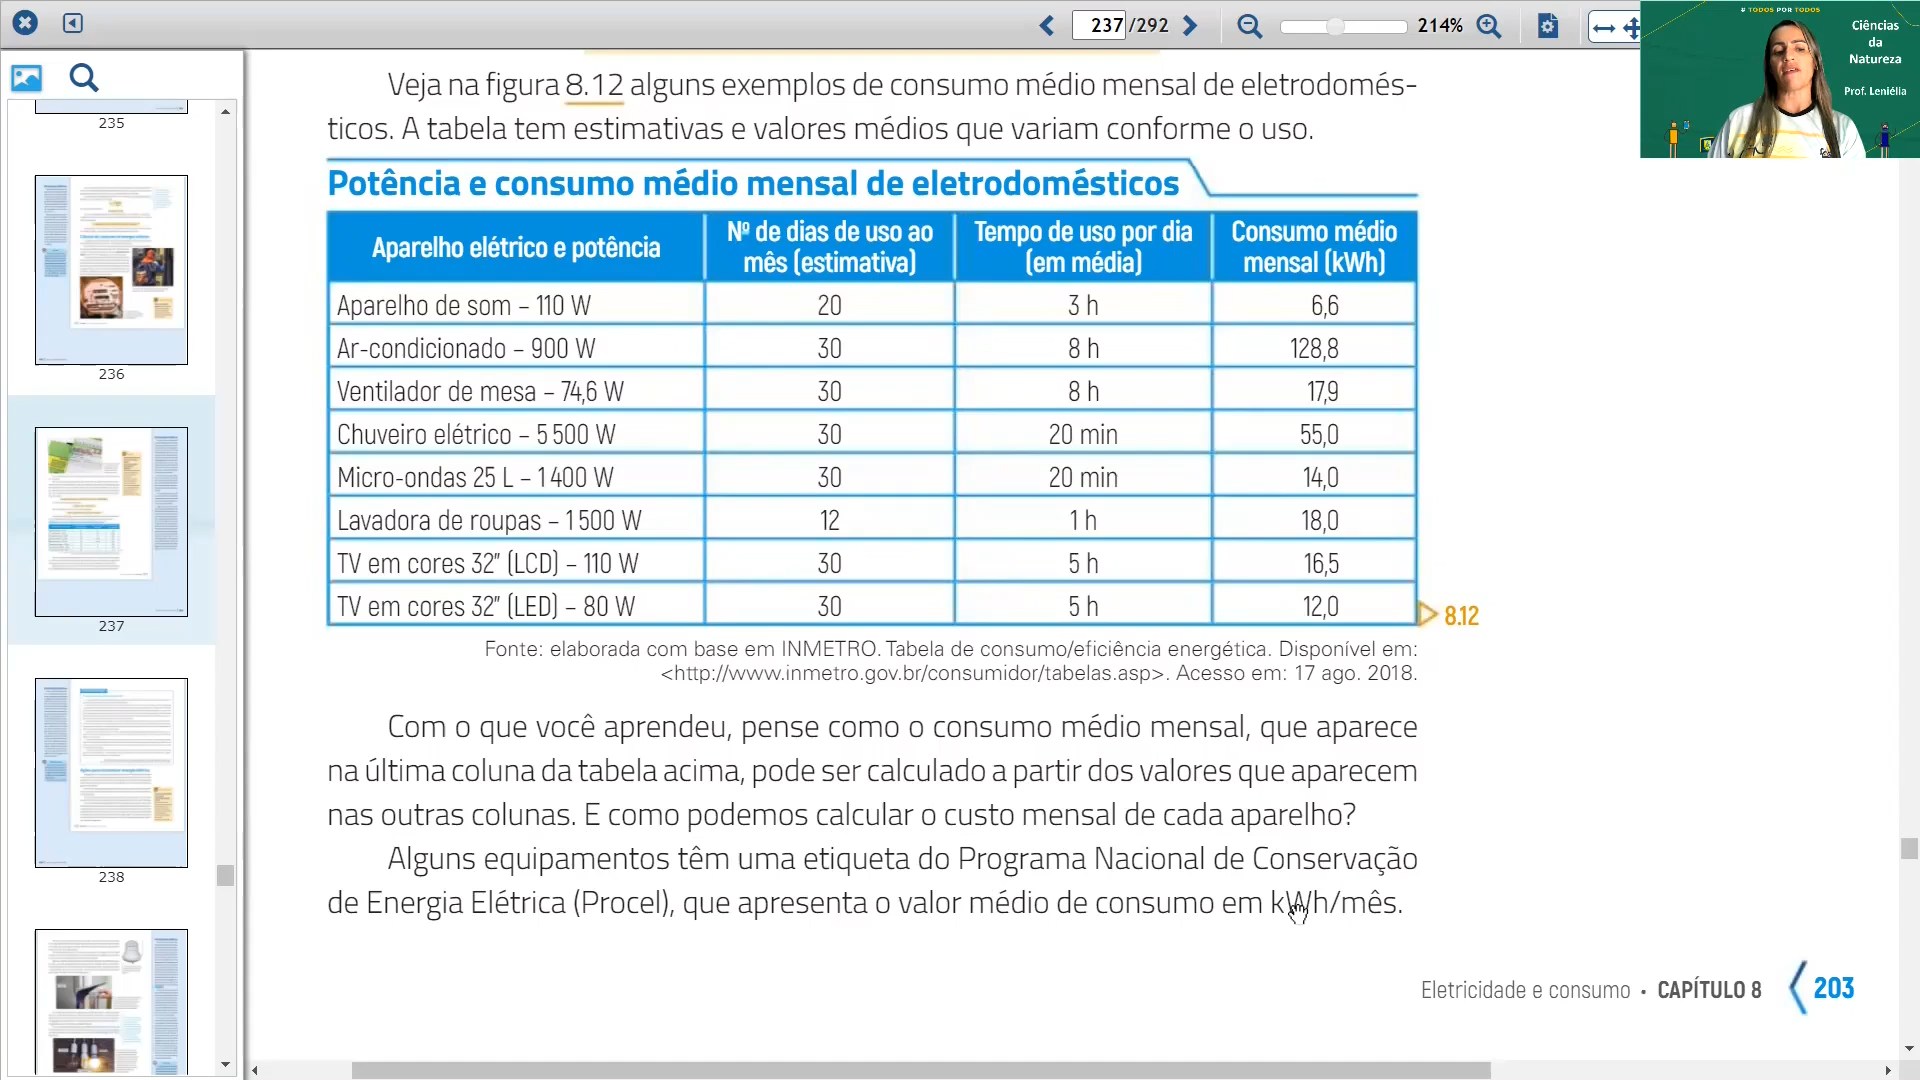 237 /292
214%
# TODOS POR TODOS
Ciências
da
Natureza
Prof. Leniélia
235
236
237
238
Veja na figura 8.12 alguns exemplos de consumo médio mensal de eletrodomés-
ticos. A tabela tem estimativas e valores médios que variam conforme o uso.
Potência e consumo médio mensal de eletrodomésticos
Aparelho elétrico e potência
Nº de dias de uso ao
mês (estimativa)
Tempo de uso por dia
(em média)
Consumo médio
mensal (kWh)
Aparelho de som – 110 W 20 3 h 6,6
Ar-condicionado – 900 W 30 8 h 128,8
Ventilador de mesa – 74,6 W 30 8 h 17,9
Chuveiro elétrico – 5 500 W 30 20 min 55,0
Micro-ondas 25 L – 1 400 W 30 20 min 14,0
Lavadora de roupas – 1 500 W 12 1 h 18,0
TV em cores 32” (LCD) – 110 W 30 5 h 16,5
TV em cores 32” (LED) – 80 W 30 5 h 12,0
8.12
Fonte: elaborada com base em INMETRO. Tabela de consumo/eficiência energética. Disponível em:
<http://www.inmetro.gov.br/consumidor/tabelas.asp>. Acesso em: 17 ago. 2018.
Com o que você aprendeu, pense como o consumo médio mensal, que aparece
na última coluna da tabela acima, pode ser calculado a partir dos valores que aparecem
nas outras colunas. E como podemos calcular o custo mensal de cada aparelho?
Alguns equipamentos têm uma etiqueta do Programa Nacional de Conservação
de Energia Elétrica (Procel), que apresenta o valor médio de consumo em kWh/mês.
Eletricidade e consumo • CAPÍTULO 8 203